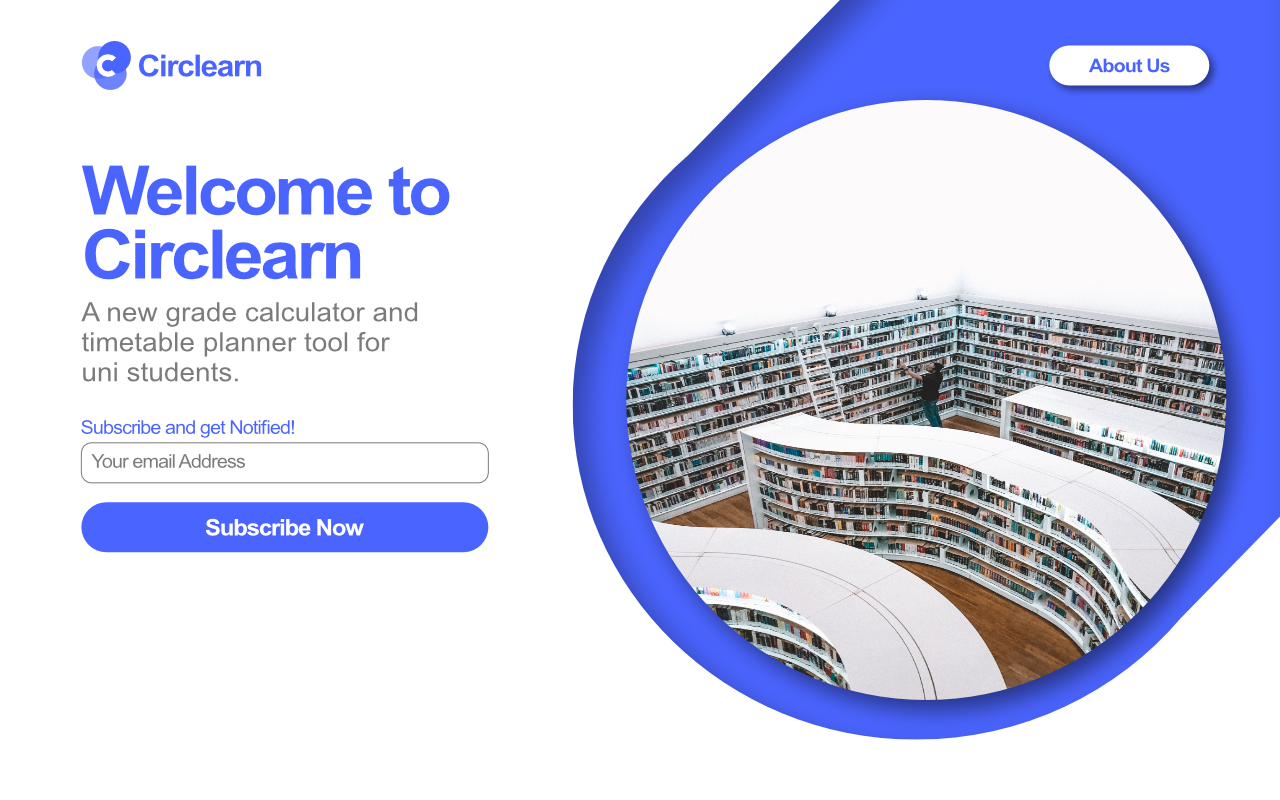 Circlearn
About Us
Welcome to
Circlearn
A new grade calculator and
timetable planner tool for
uni students.
Subscribe and get Notified!
Your email Address
Subscribe Now